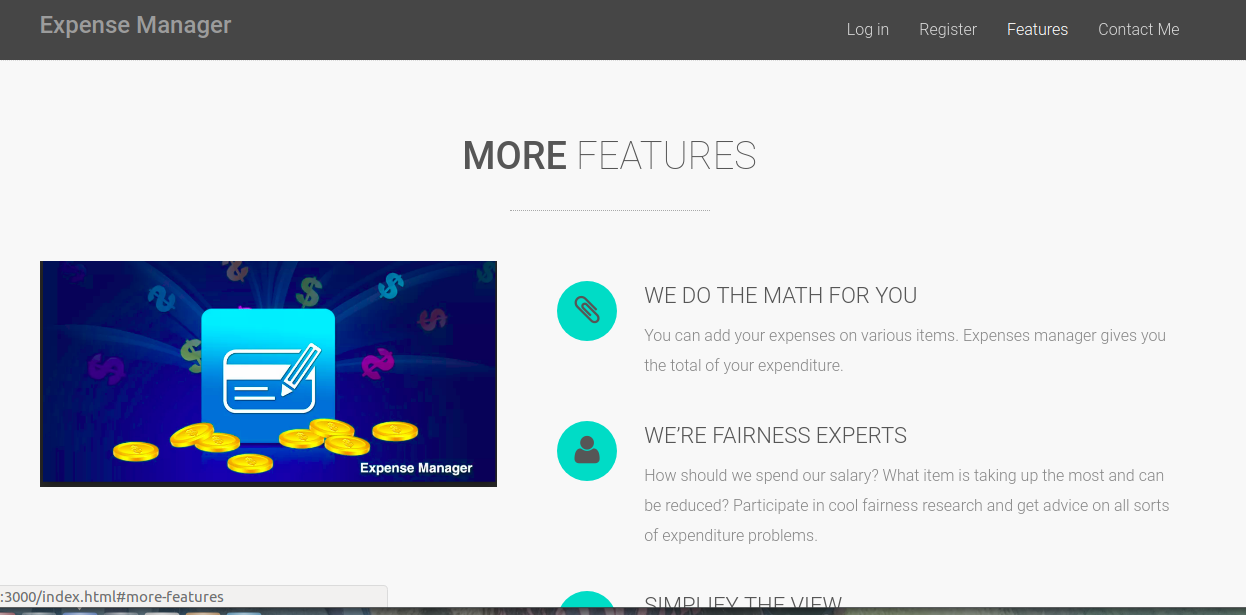 Expense Manager
Log in Register Features Contact Me
MORE FEATURES
Expense Manager
WE DO THE MATH FOR YOU
You can add your expenses on various items. Expenses manager gives you
the total of your expenditure.
WE’RE FAIRNESS EXPERTS
How should we spend our salary? What item is taking up the most and can
be reduced? Participate in cool fairness research and get advice on all sorts
of expenditure problems.
SIMPLIFY THE VIEW
:3000/index.html#more-features